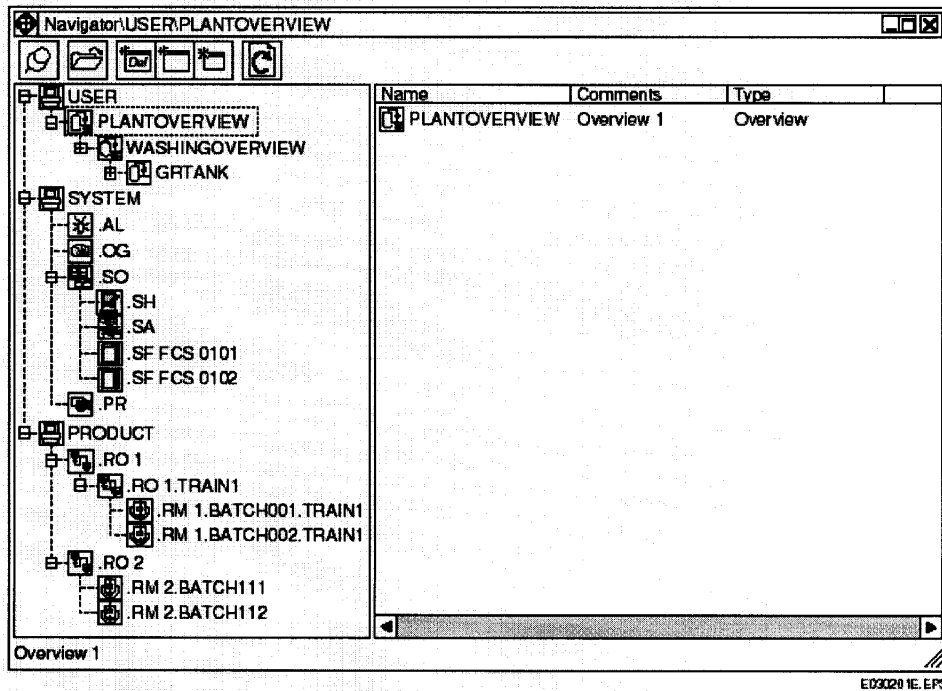 Navigator\USER\PLANTOVERVIEW
Def
USER
PLANTOVERVIEW
WASHINGOVERVIEW
GRTANK
SYSTEM
.AL
.OG
.SO
.SH
.SA
.SF FCS 0101
.SF FCS 0102
.PR
PRODUCT
.RO 1
.RO 1.TRAIN1
.RM 1.BATCH001.TRAIN1
.RM 1.BATCH002.TRAIN1
.RO 2
.RM 2.BATCH111
.RM 2.BATCH112
Name Comments Type
PLANTOVERVIEW Overview 1 Overview
Overview 1
E030201E.EPS